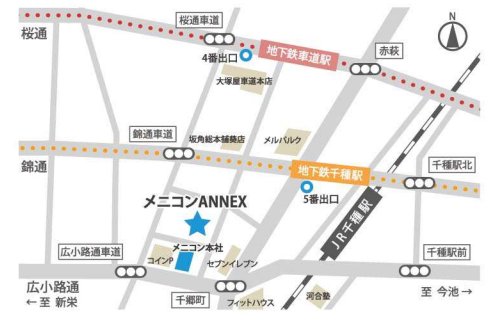 桜通
桜通車道
4番出口
地下鉄車道駅
赤萩
N
大塚屋車道本店
錦通車道
坂角総本舗葵店
メルパルク
錦通
地下鉄千種駅
千種駅北
5番出口
メニコンANNEX
JR千種駅
広小路通車道
コインP
メニコン本社
セブンイレブン
千種駅前
広小路通
←至 新栄
千郷町
フィットハウス
河合塾
至 今池→